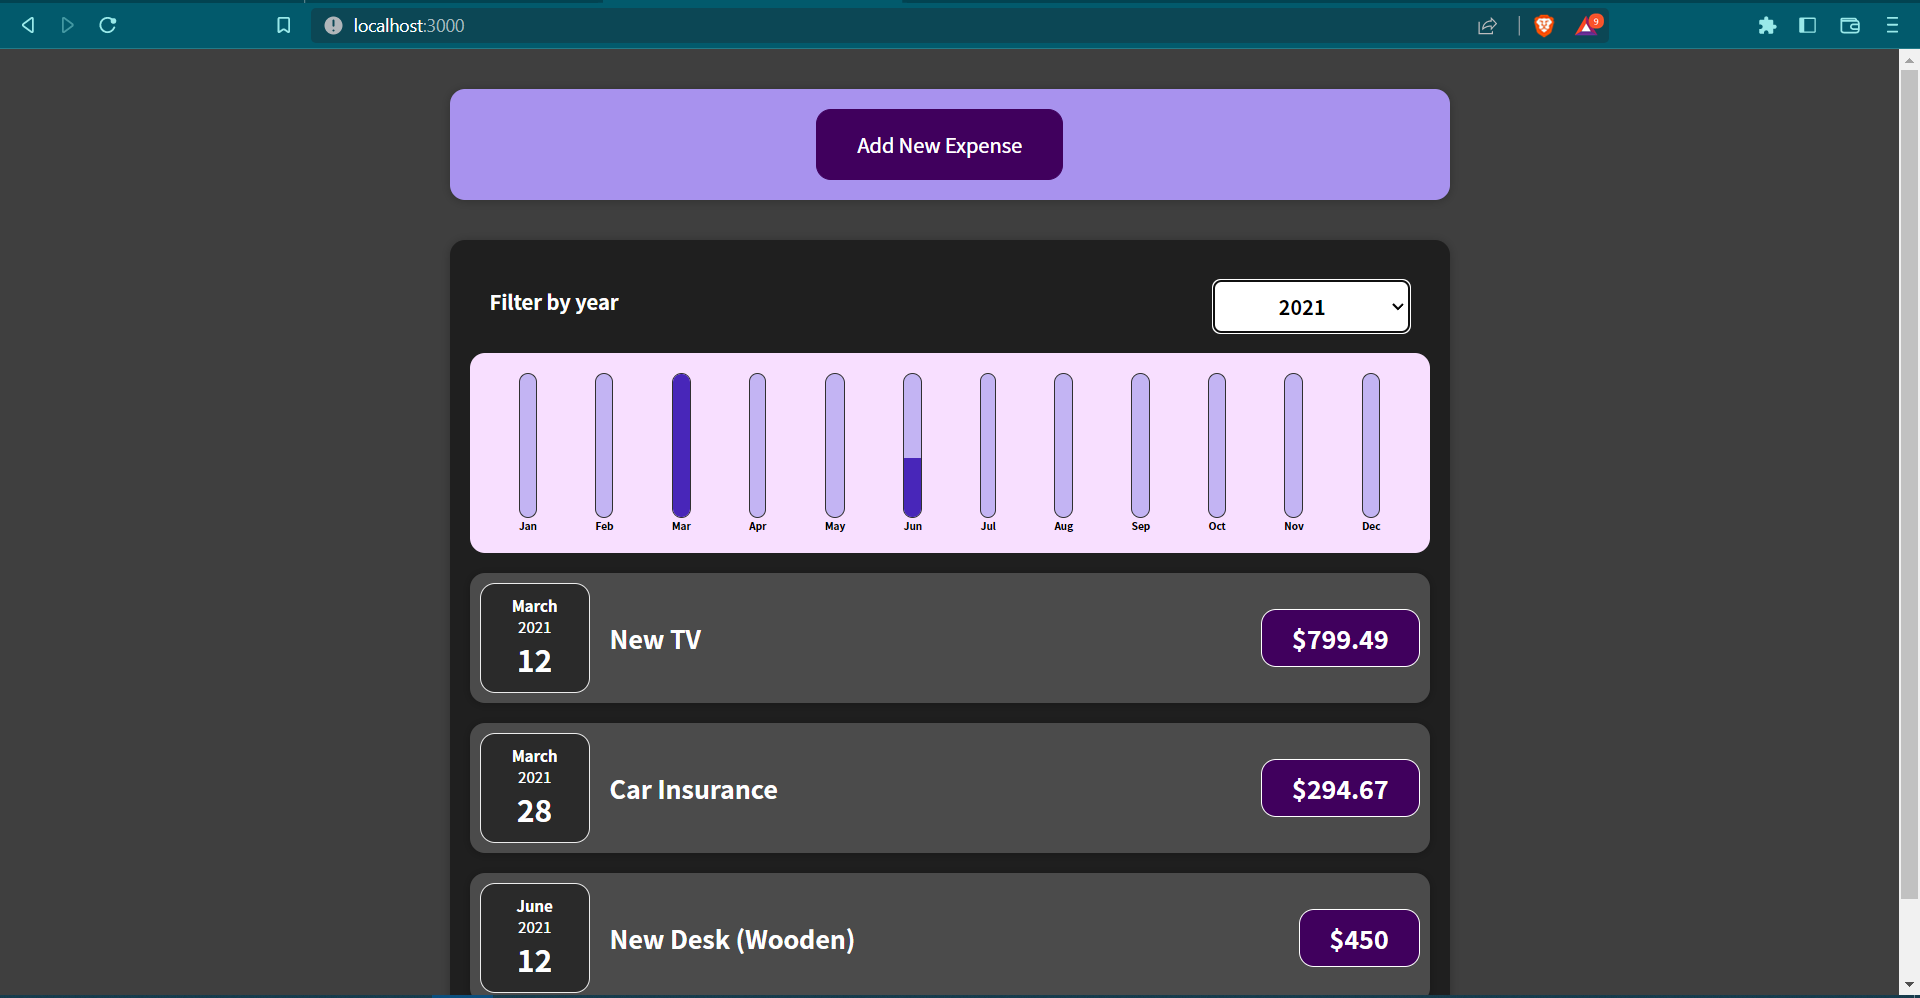 localhost:3000
9
Add New Expense
Filter by year
2021
Jan Feb Mar Apr May Jun Jul Aug Sep Oct Nov Dec
March
2021
12
New TV
$799.49
March
2021
28
Car Insurance
$294.67
June
2021
12
New Desk (Wooden)
$450